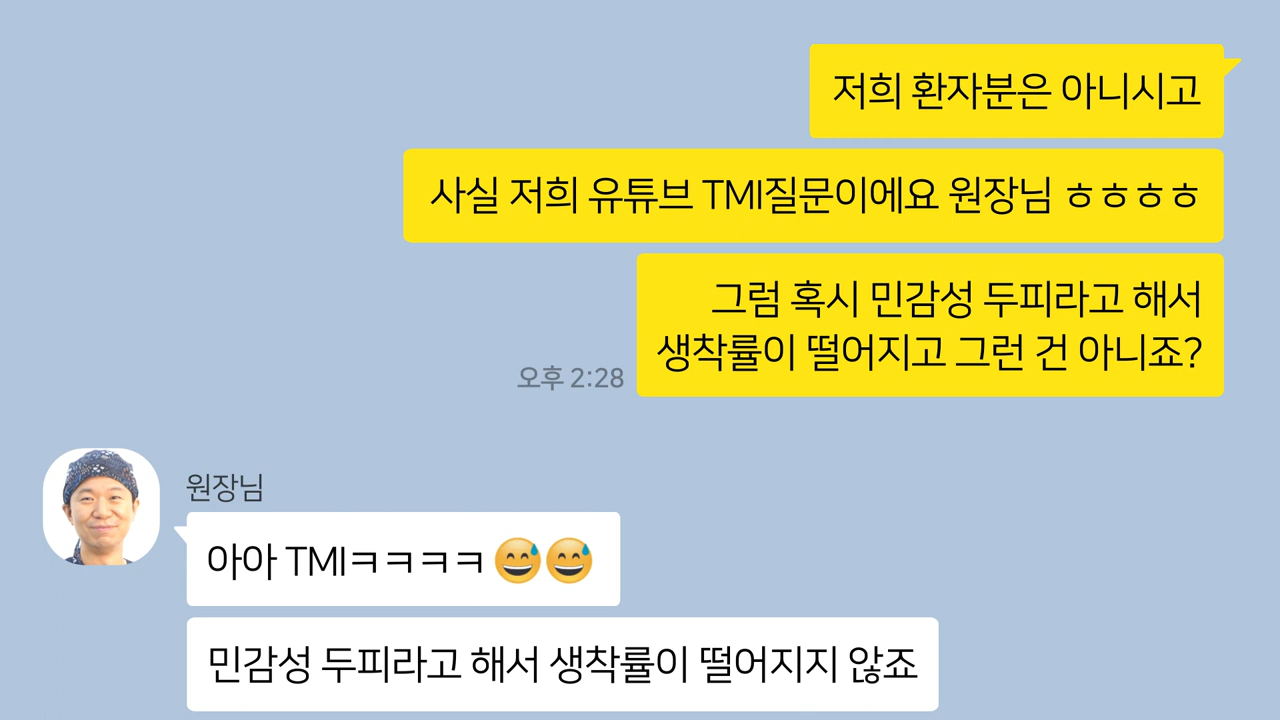 저희 환자분은 아니시고
사실 저희 유튜브 TMI질문이에요 원장님 ㅎㅎㅎㅎ
그럼 혹시 민감성 두피라고 해서
생착률이 떨어지고 그런 건 아니죠?
오후 2:28
원장님
아아 TMIㅋㅋㅋㅋ 😅😅
민감성 두피라고 해서 생착률이 떨어지지 않죠